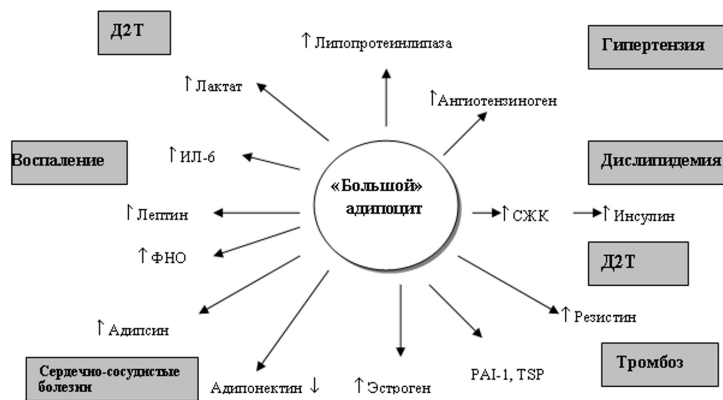 Д2Т
↑ Липопротеинлипаза
Гипертензия
↑ Лактат
↑ Ангиотензиноген
Воспаление
↑ ИЛ-6
Дислипидемия
«Большой»
адипоцит
↑ Лептин
↑ СЖК
↑ Инсулин
↑ ФНО
Д2Т
↑ Адипсин
↑ Резистин
Сердечно-сосудистые
болезни
Адипонектин ↓
↑ Эстроген
PAI-1, TSP
Тромбоз